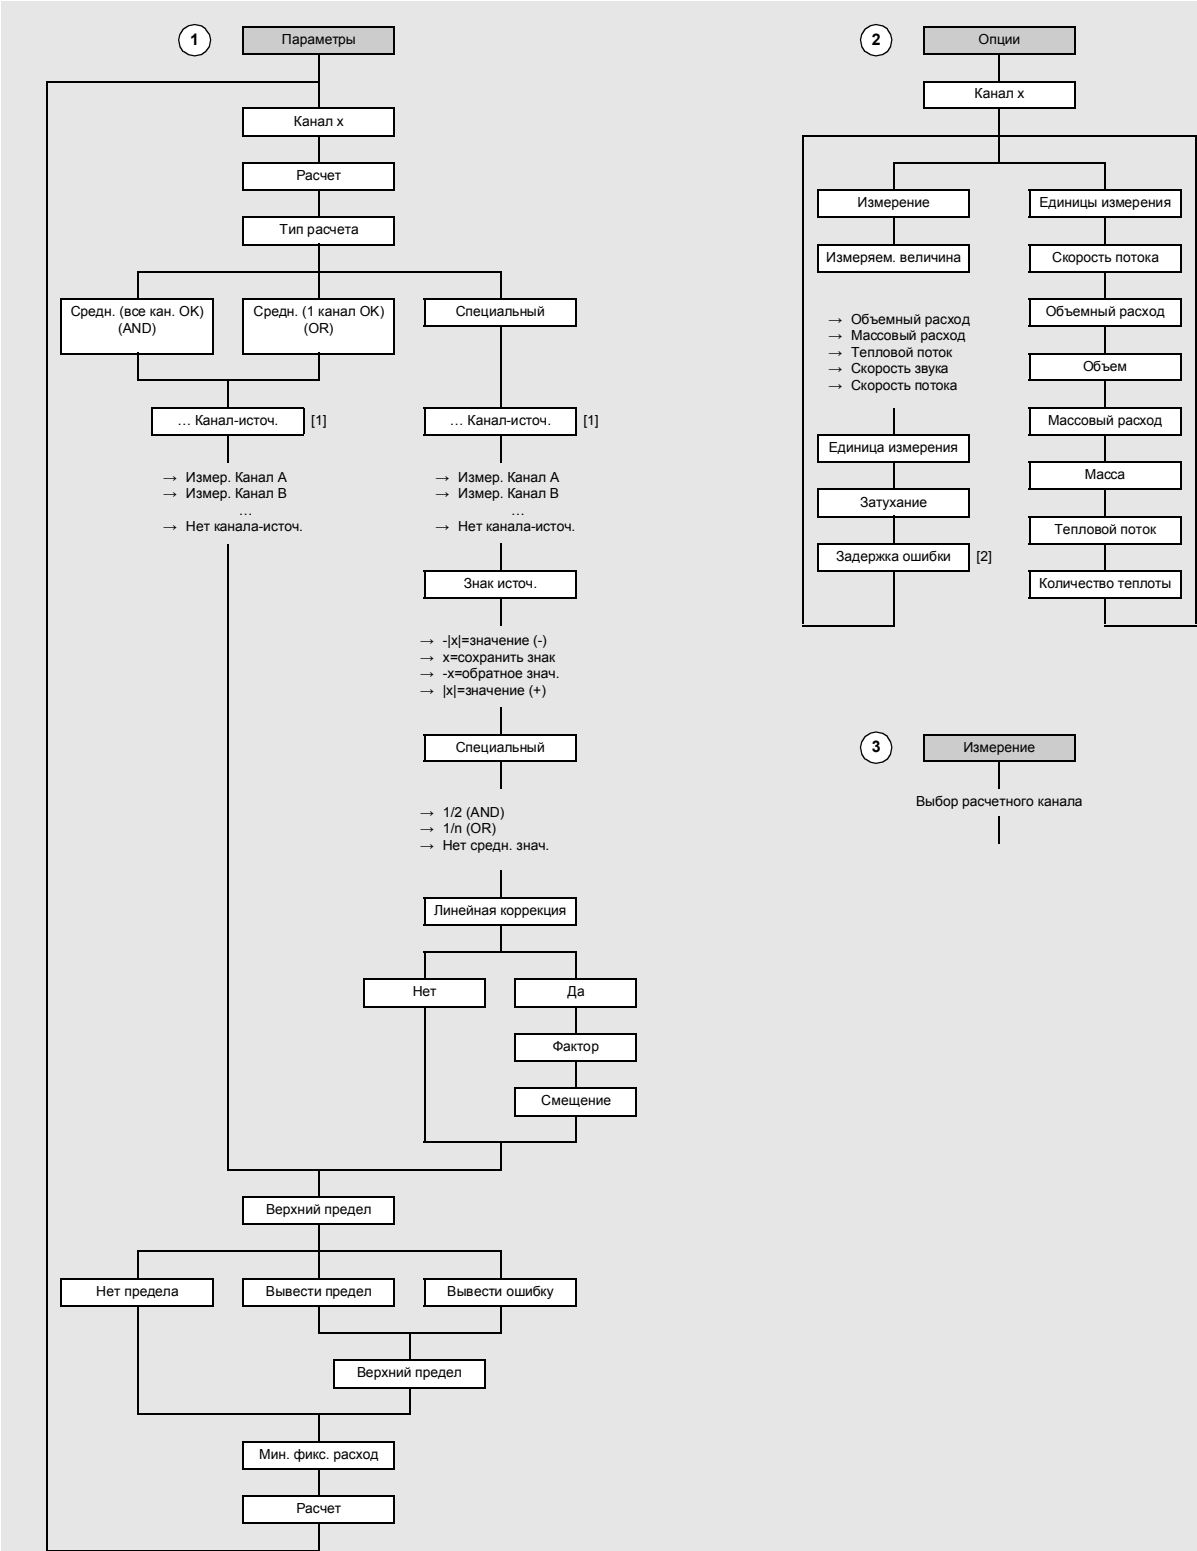 1
Параметры
Канал x
Расчет
Тип расчета
Средн. (все кан. OK)
(AND)
Средн. (1 канал OK)
(OR)
Специальный
… Канал-источ.
[1]
… Канал-источ.
[1]
→ Измер. Канал A
→ Измер. Канал B
…
→ Нет канала-источ.
→ Измер. Канал A
→ Измер. Канал B
…
→ Нет канала-источ.
Знак источ.
→ -|x|=значение (-)
→ x=сохранить знак
→ -x=обратное знач.
→ |x|=значение (+)
Специальный
→ 1/2 (AND)
→ 1/n (OR)
→ Нет средн. знач.
Линейная коррекция
Нет
Да
Фактор
Смещение
Верхний предел
Нет предела
Вывести предел
Вывести ошибку
Верхний предел
Мин. фикс. расход
Расчет
2
Опции
Канал x
Измерение
Измеряем. величина
→ Объемный расход
→ Массовый расход
→ Тепловой поток
→ Скорость звука
→ Скорость потока
Единица измерения
Затухание
Задержка ошибки
[2]
Единицы измерения
Скорость потока
Объемный расход
Объем
Массовый расход
Масса
Тепловой поток
Количество теплоты
3
Измерение
Выбор расчетного канала